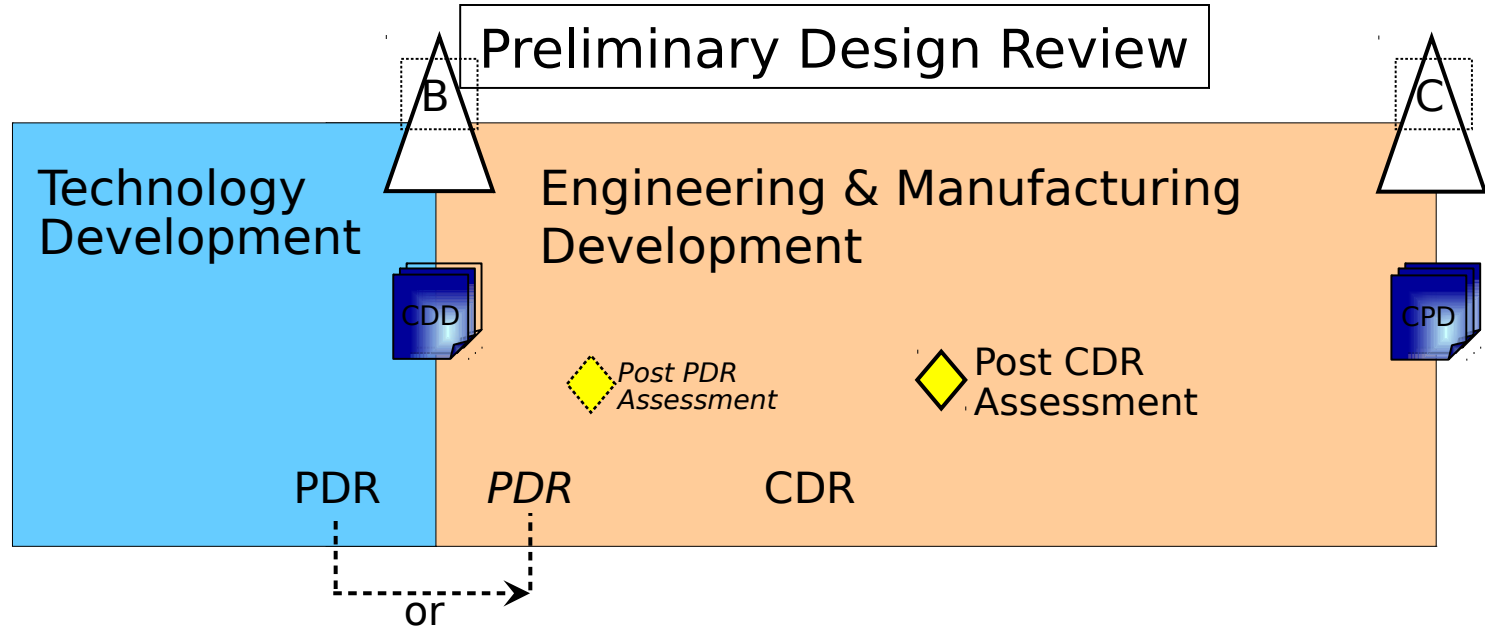 Preliminary Design Review
B
C
Technology
Development
Engineering & Manufacturing
Development
CDD
CPD
Post PDR
Assessment
Post CDR
Assessment
PDR
PDR
CDR
or